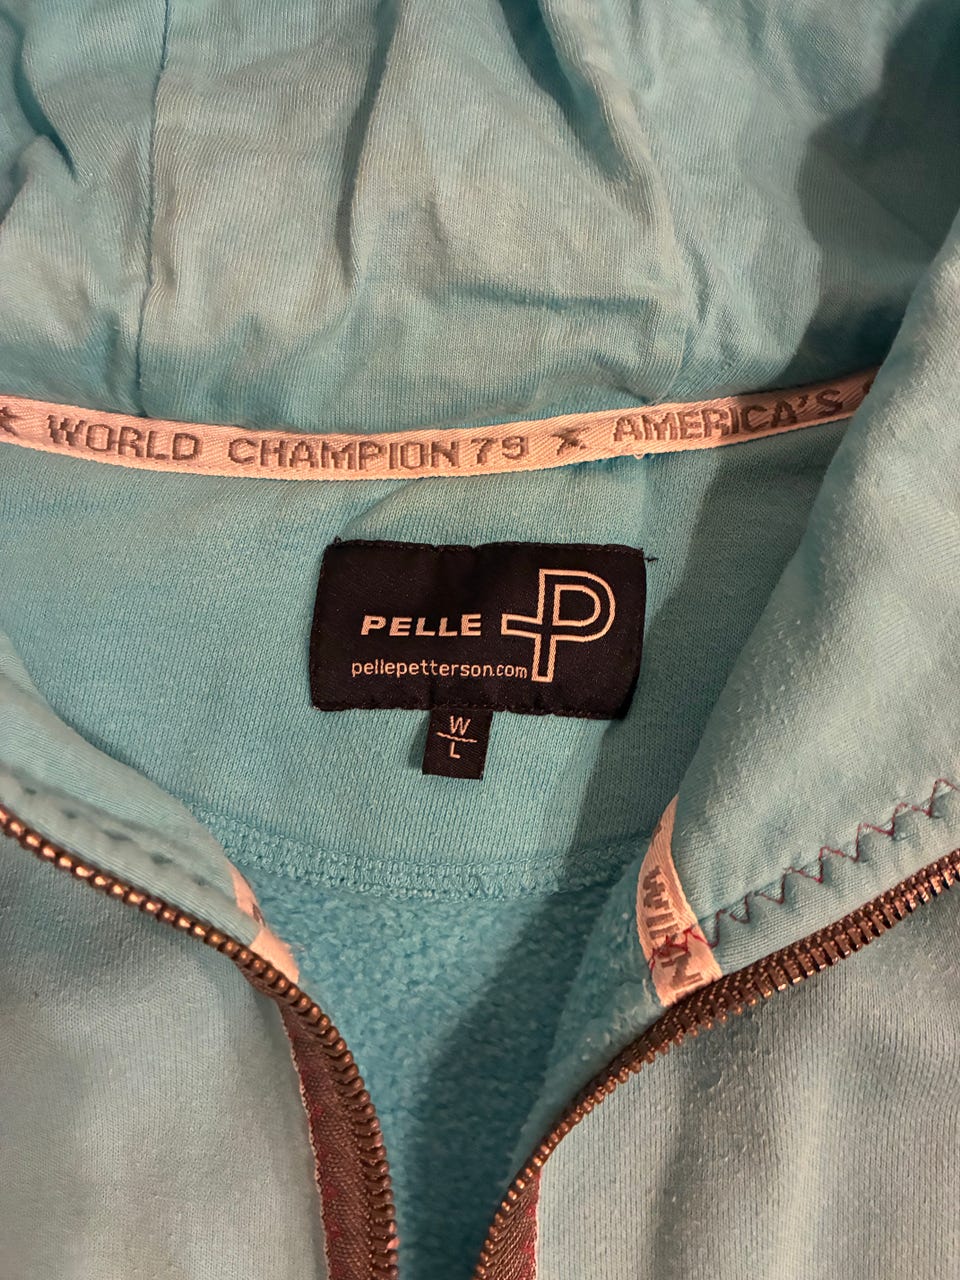 WORLD CHAMPION 79 AMERICA'S
PELLE P
pellepetterson.com
W
L